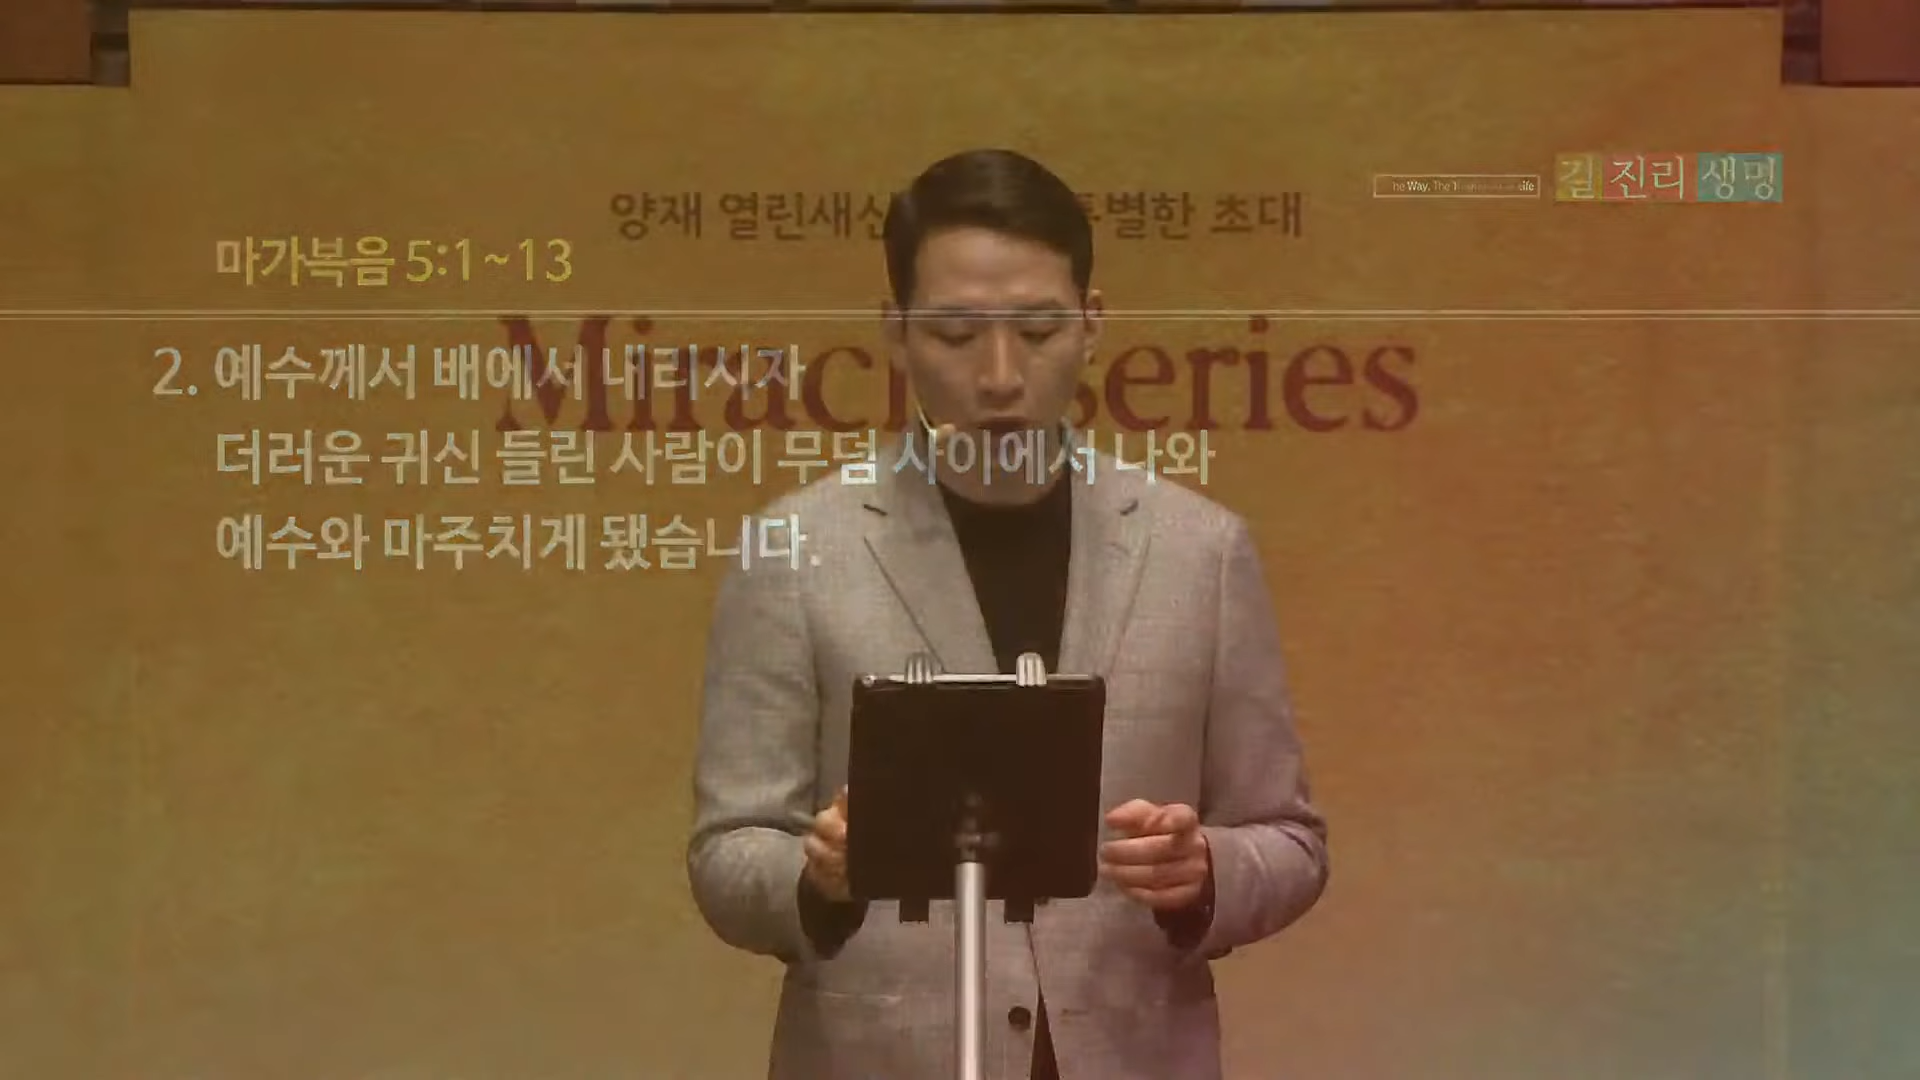 양재 열린새신 특별한 초대
The Way, The Life
길 진리 생명
마가복음 5:1~13
Miracle series
2. 예수께서 배에서 내리시자
더러운 귀신 들린 사람이 무덤 사이에서 나와
예수와 마주치게 됐습니다.